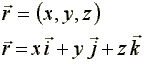 r⃗ = (x, y, z)
r⃗ = x i⃗ + y j⃗ + z k⃗